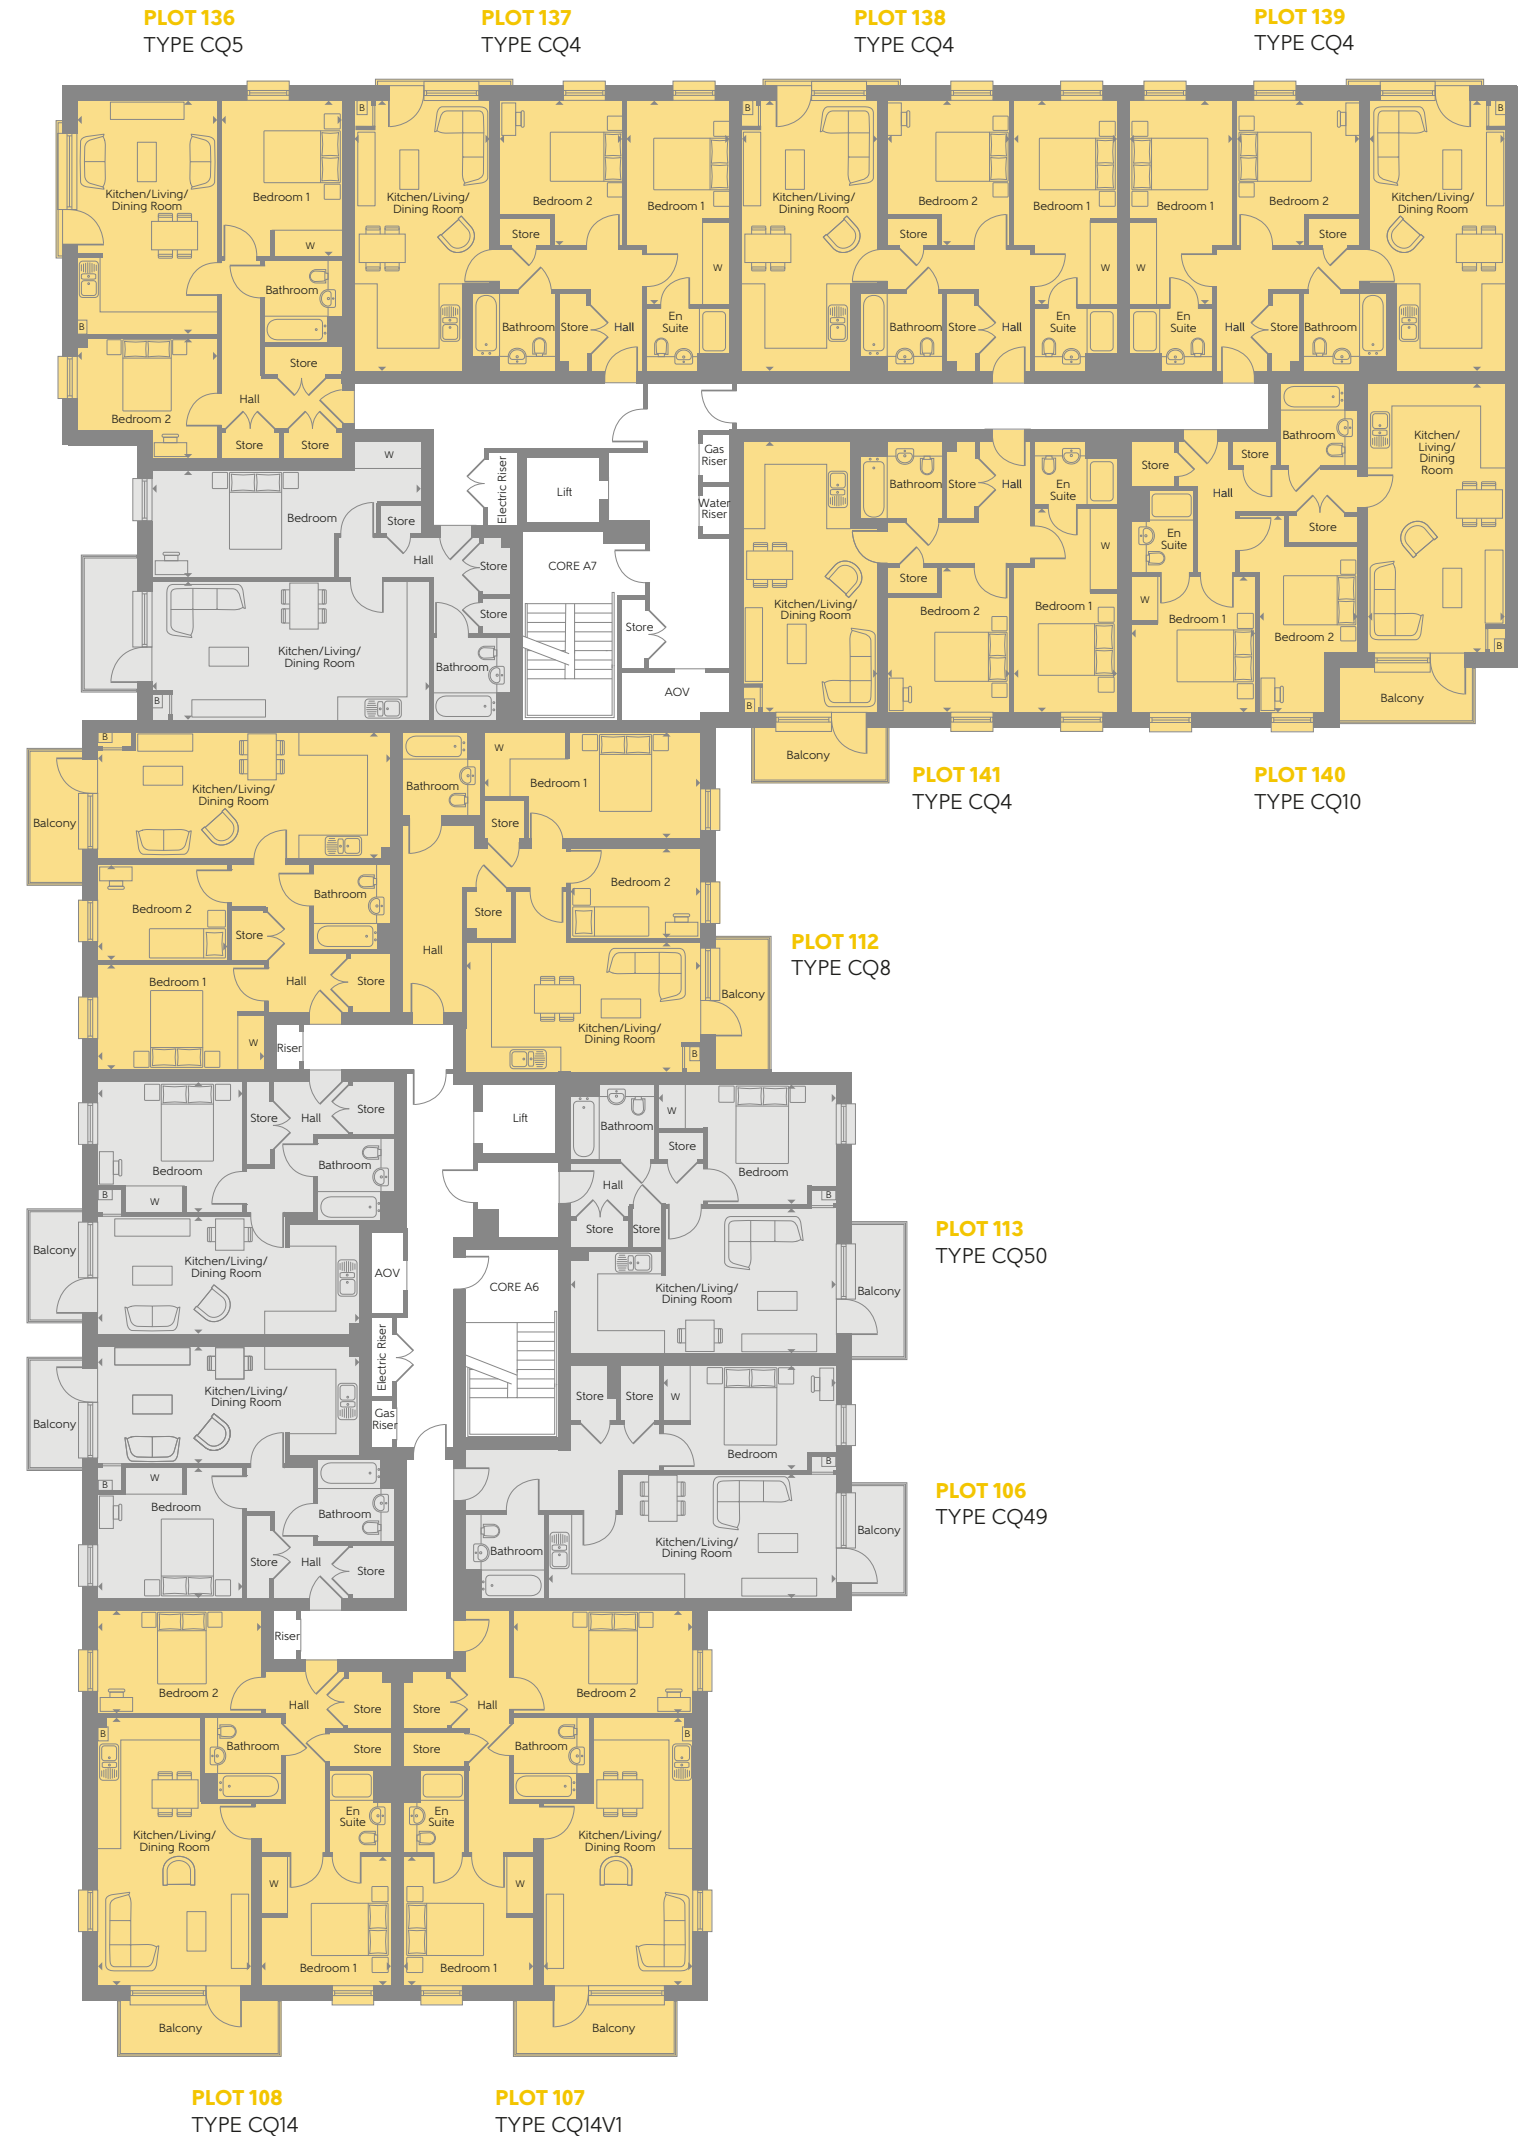 PLOT 136
TYPE CQ5
PLOT 137
TYPE CQ4
PLOT 138
TYPE CQ4
PLOT 139
TYPE CQ4
Kitchen/Living/
Dining Room
Bedroom 1
W
Bathroom
B
Store
Hall
Bedroom 2
Store
Store
B
Kitchen/Living/
Dining Room
Bedroom 2
Bedroom 1
Store
W
Bathroom
Store
Hall
En
Suite
B
Kitchen/Living/
Dining Room
Bedroom 2
Bedroom 1
Store
W
Bathroom
Store
Hall
En
Suite
Bedroom 1
Bedroom 2
B
Kitchen/Living/
Dining Room
W
Store
En
Suite
Hall
Store
Bathroom
W
Bedroom
Store
Hall
Store
Store
Kitchen/Living/
Dining Room
Bathroom
B
Electric Riser
Lift
Gas
Riser
Water
Riser
CORE A7
Store
AOV
Kitchen/Living/
Dining Room
Bathroom
Store
Hall
En
Suite
W
Store
Bedroom 2
Bedroom 1
B
Balcony
Store
Store
Hall
Bathroom
Kitchen/
Living/
Dining
Room
Store
En
Suite
W
Bedroom 1
Bedroom 2
B
Balcony
PLOT 141
TYPE CQ4
PLOT 140
TYPE CQ10
B
Kitchen/Living/
Dining Room
Balcony
Bedroom 2
Bathroom
Store
Bedroom 1
Hall
Store
W
Riser
Bathroom
W
Bedroom 1
Store
Bedroom 2
Store
Hall
Kitchen/Living/
Dining Room
Balcony
B
PLOT 112
TYPE CQ8
Store
Hall
Store
Bedroom
Bathroom
B
W
Balcony
Kitchen/Living/
Dining Room
AOV
Lift
CORE A6
Bathroom
W
Store
Bedroom
Hall
B
Store
Store
Kitchen/Living/
Dining Room
Balcony
PLOT 113
TYPE CQ50
Electric Riser
Gas
Riser
Kitchen/Living/
Dining Room
Balcony
B
W
Bedroom
Bathroom
Store
Hall
Store
Riser
Store
Store
W
Bedroom
B
Bathroom
Kitchen/Living/
Dining Room
Balcony
PLOT 106
TYPE CQ49
Bedroom 2
Hall
Store
B
Bathroom
Store
Kitchen/Living/
Dining Room
En
Suite
W
Bedroom 1
Balcony
Store
Hall
Bedroom 2
Store
Bathroom
B
En
Suite
Kitchen/Living/
Dining Room
W
Bedroom 1
Balcony
PLOT 108
TYPE CQ14
PLOT 107
TYPE CQ14V1